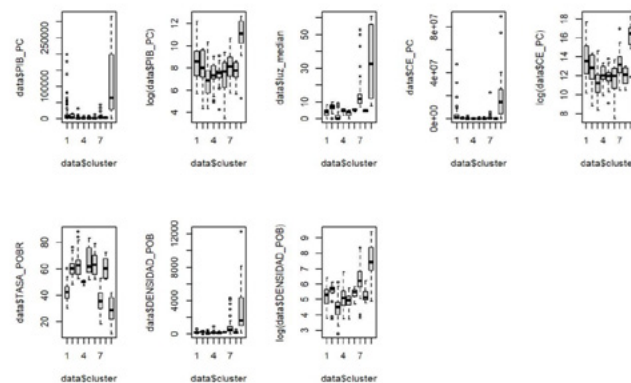 data$PIB_PC
0 100000 250000
1 4 7
data$cluster
log(data$PIB_PC)
4 6 8 10 12
1 4 7
data$cluster
data$luz_median
0 10 30 50
1 4 7
data$cluster
data$CE_PC
0e+00 4e+07 8e+07
1 4 7
data$cluster
log(data$CE_PC)
10 12 14 16 18
1 4 7
data$cluster
data$TASA_POBR
20 40 60 80
1 4 7
data$cluster
data$DENSIDAD_POB
0 4000 8000 12000
1 4 7
data$cluster
log(data$DENSIDAD_POB)
3 4 5 6 7 8 9
1 4 7
data$cluster